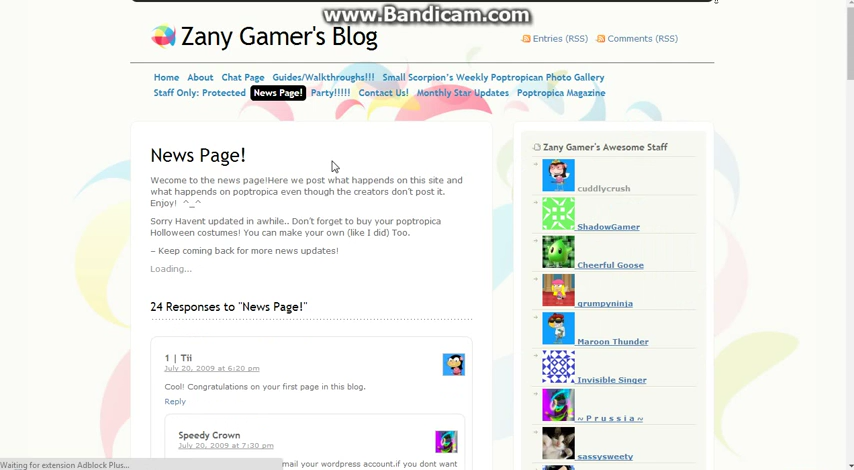 www.Bandicam.com
Zany Gamer's Blog
Entries (RSS) Comments (RSS)
Home About Chat Page Guides/Walkthroughs!!! Small Scorpion's Weekly Poptropican Photo Gallery
Staff Only: Protected News Page! Party!!!!! Contact Us! Monthly Star Updates Poptropica Magazine
News Page!
Wecome to the news page!Here we post what happends on this site and
what happends on poptropica even though the creators don't post it.
Enjoy! ^_^
Sorry Havent updated in awhile.. Don't forget to buy your poptropica
Halloween costumes! You can make your own (like I did) Too.
– Keep coming back for more news updates!
Loading...
24 Responses to "News Page!"
1 | Tii
July 20, 2009 at 6:20 pm
Cool! Congratulations on your first page in this blog.
Reply
Speedy Crown
July 20, 2009 at 7:30 pm
mail your wordpress account,if you dont want
Zany Gamer's Awesome Staff
cuddlycrush
ShadowGamer
Cheerful Goose
grumpyninja
Maroon Thunder
Invisible Singer
~ P r u s s i a ~
sassysweety
Waiting for extension Adblock Plus...